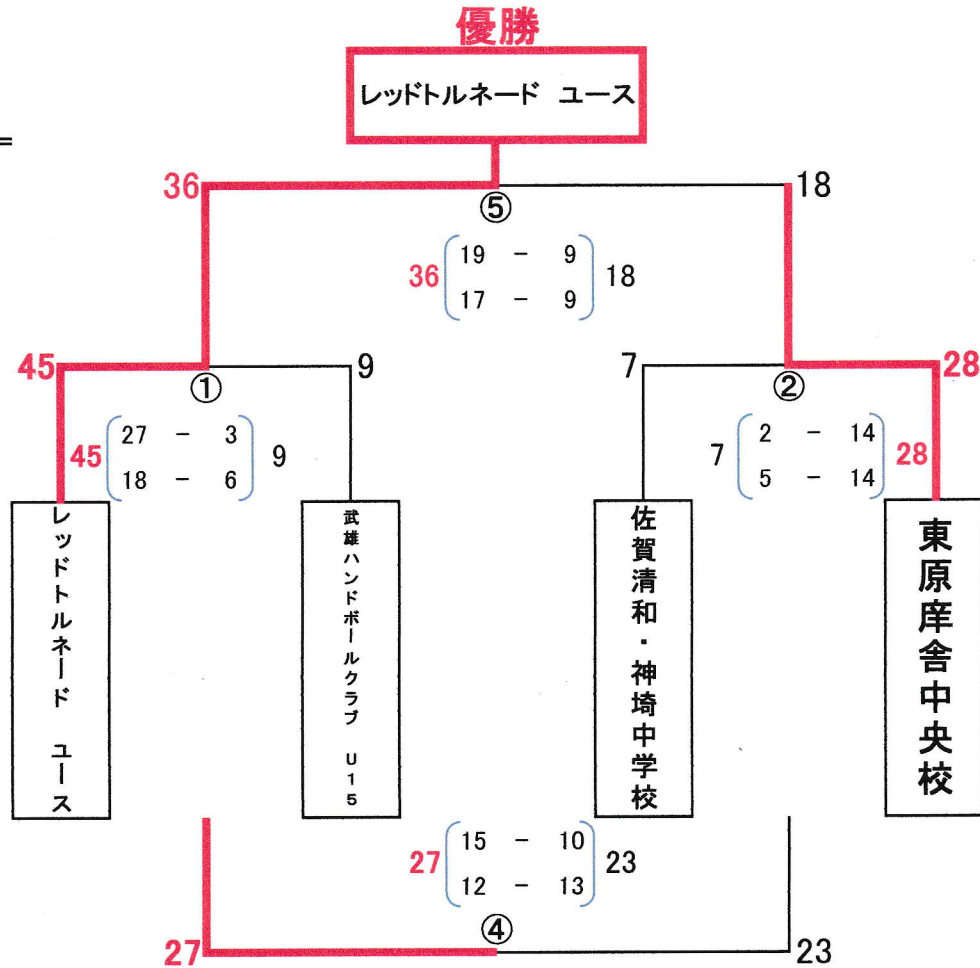 優勝
レッドトルネード ユース
=
36 18
⑤
36 19 - 9 18
17 - 9
45 9 7 28
① ②
45 27 - 3 9
18 - 6
7 2 - 14 28
5 - 14
レッドトルネード ユース
武雄ハンドボールクラブ U15
佐賀清和・神埼中学校
東原庠舎中央校
27 15 - 10 23
12 - 13
④
27 23